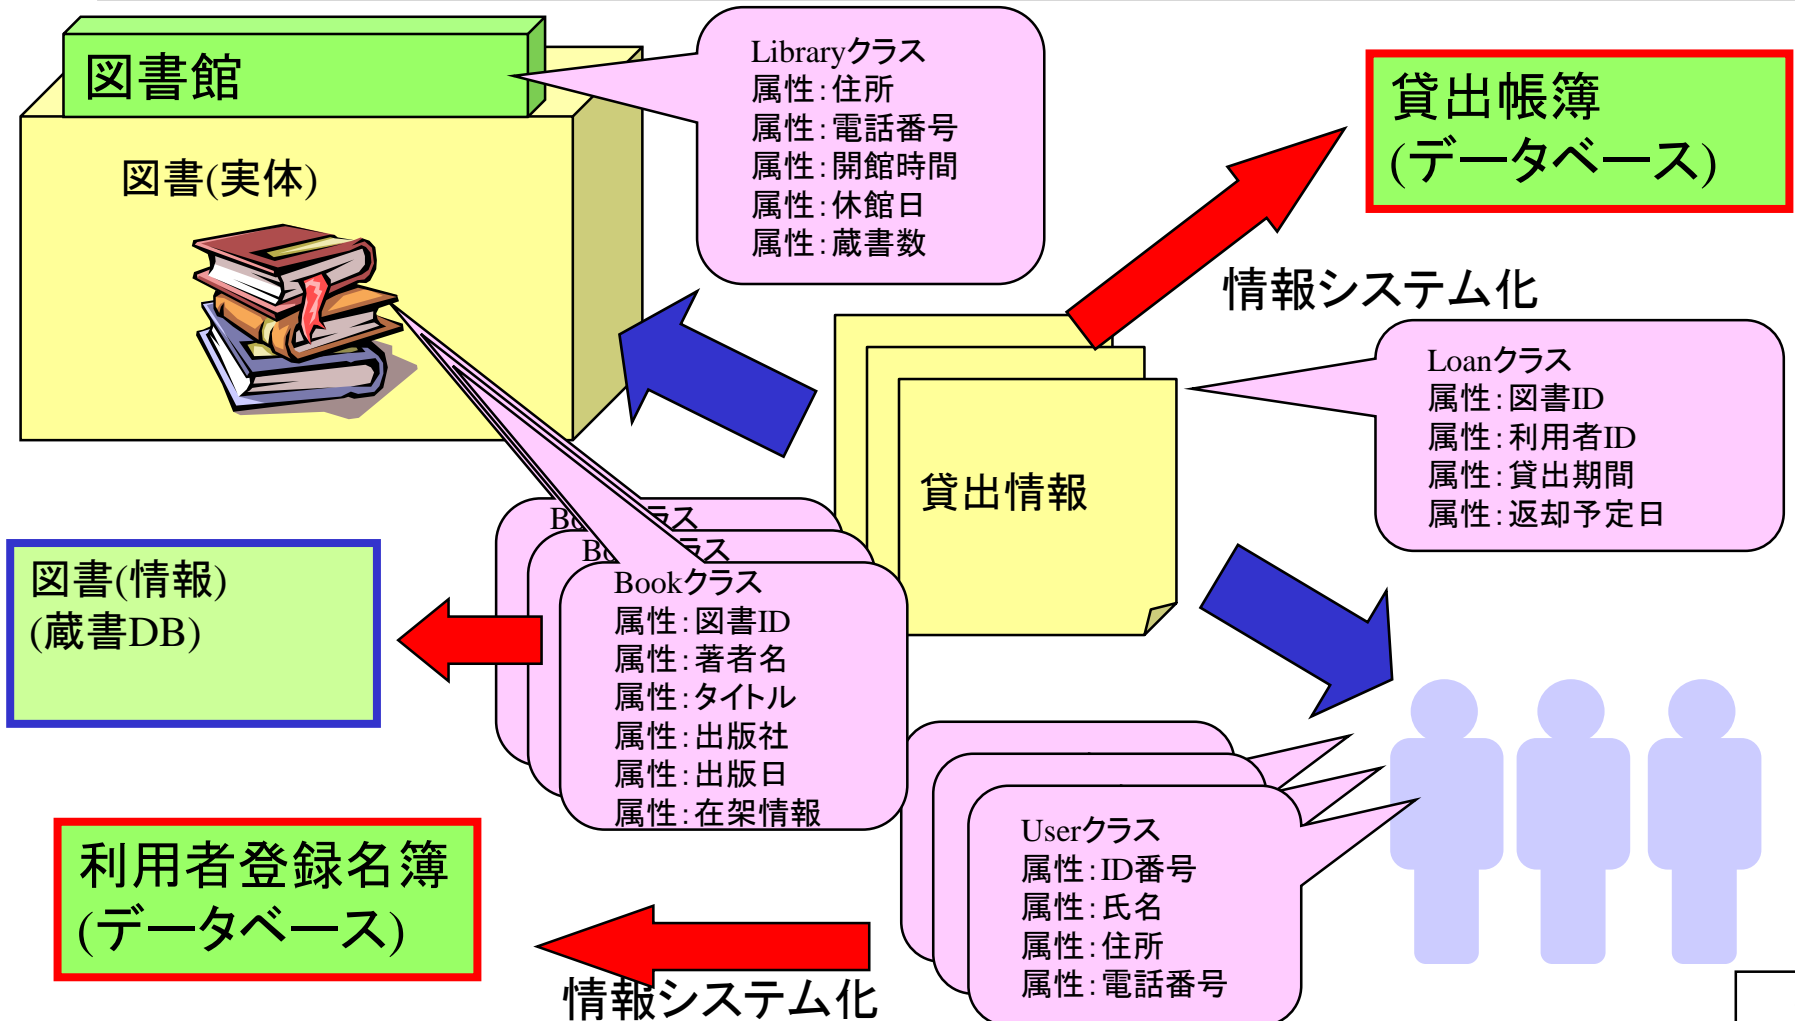 図書館
図書(実体)
Libraryクラス
属性:住所
属性:電話番号
属性:開館時間
属性:休館日
属性:蔵書数
貸出帳簿
(データベース)
情報システム化
Loanクラス
属性:図書ID
属性:利用者ID
属性:貸出期間
属性:返却予定日
貸出情報
図書(情報)
(蔵書DB)
Bookクラス
属性:図書ID
属性:著者名
属性:タイトル
属性:出版社
属性:出版日
属性:在架情報
利用者登録名簿
(データベース)
情報システム化
Userクラス
属性:ID番号
属性:氏名
属性:住所
属性:電話番号